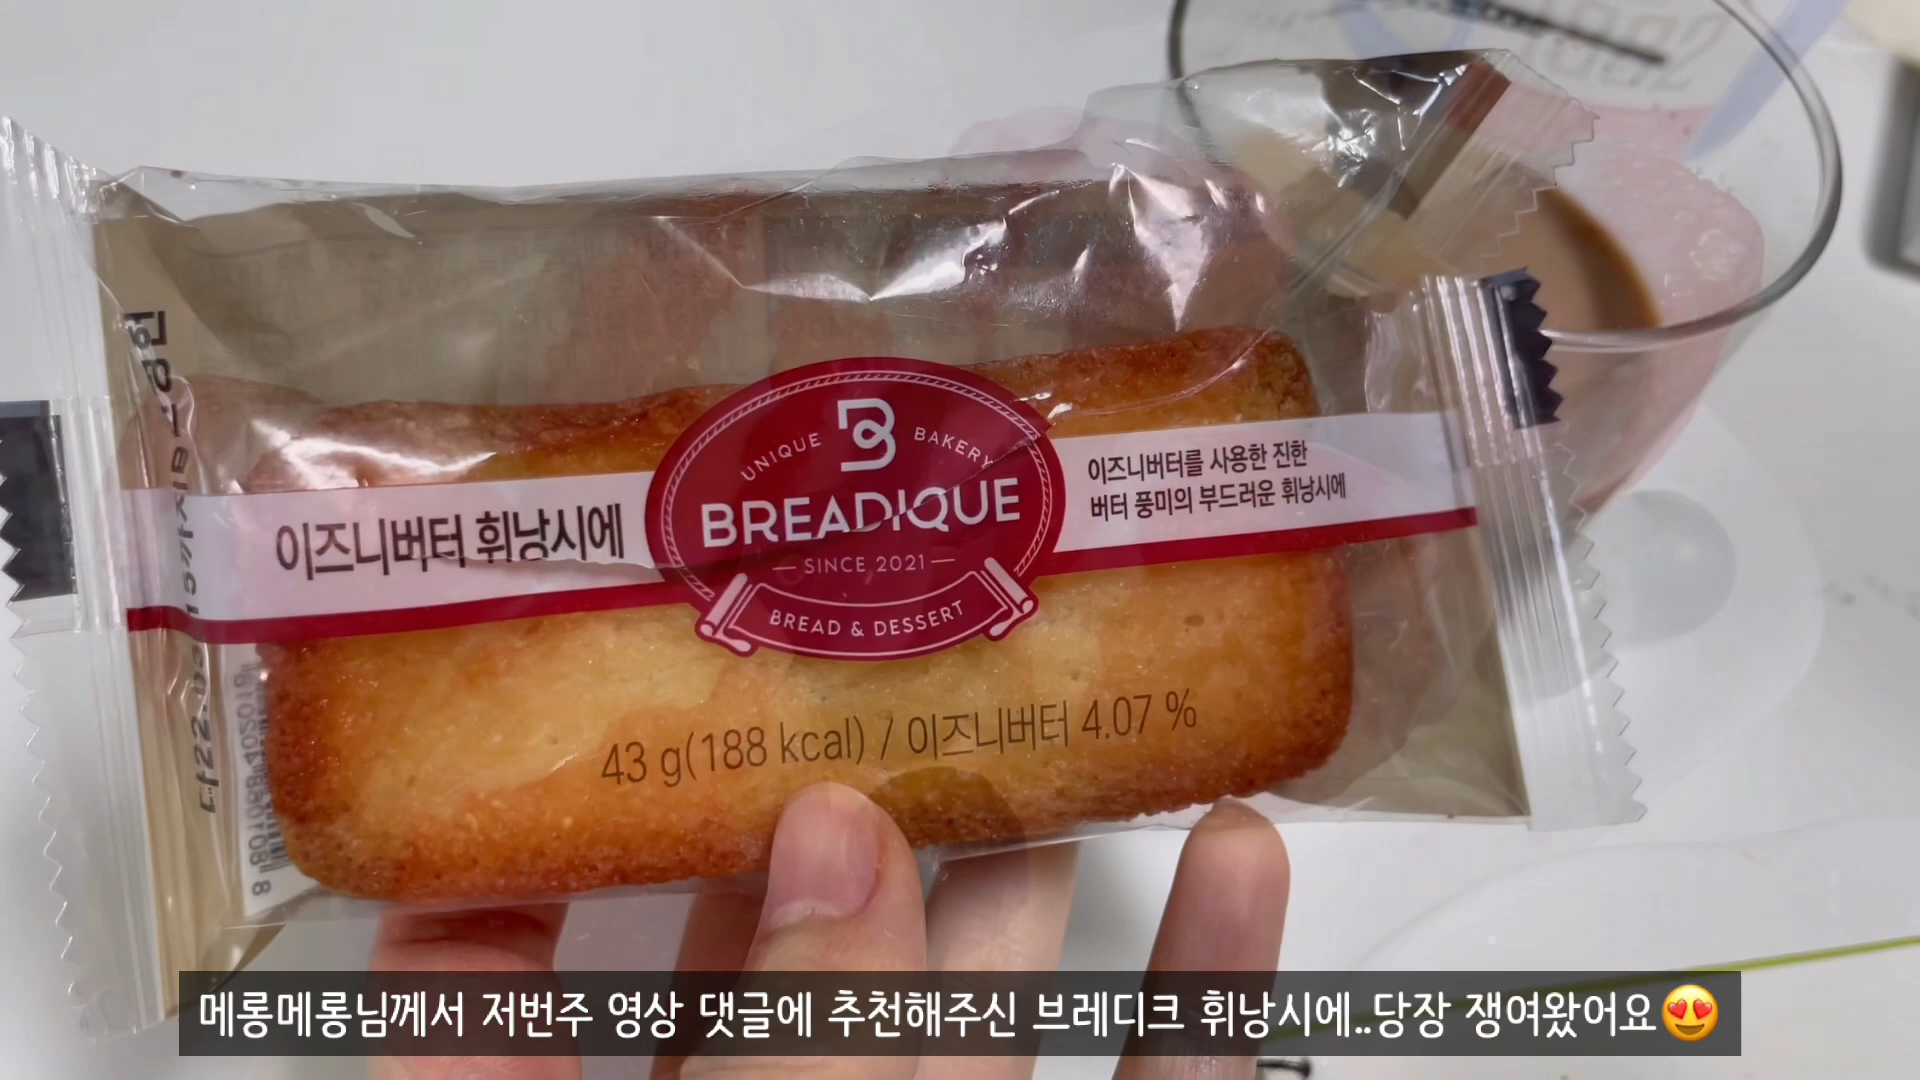 UNIQUE BAKERY
BREADIQUE
SINCE 2021
BREAD & DESSERT
이즈니버터 휘낭시에
이즈니버터를 사용한 진한
버터 풍미의 부드러운 휘낭시에
43 g(188 kcal) / 이즈니버터 4.07 %
메롱메롱님께서 저번주 영상 댓글에 추천해주신 브레디크 휘낭시에..당장 쟁여왔어요😍